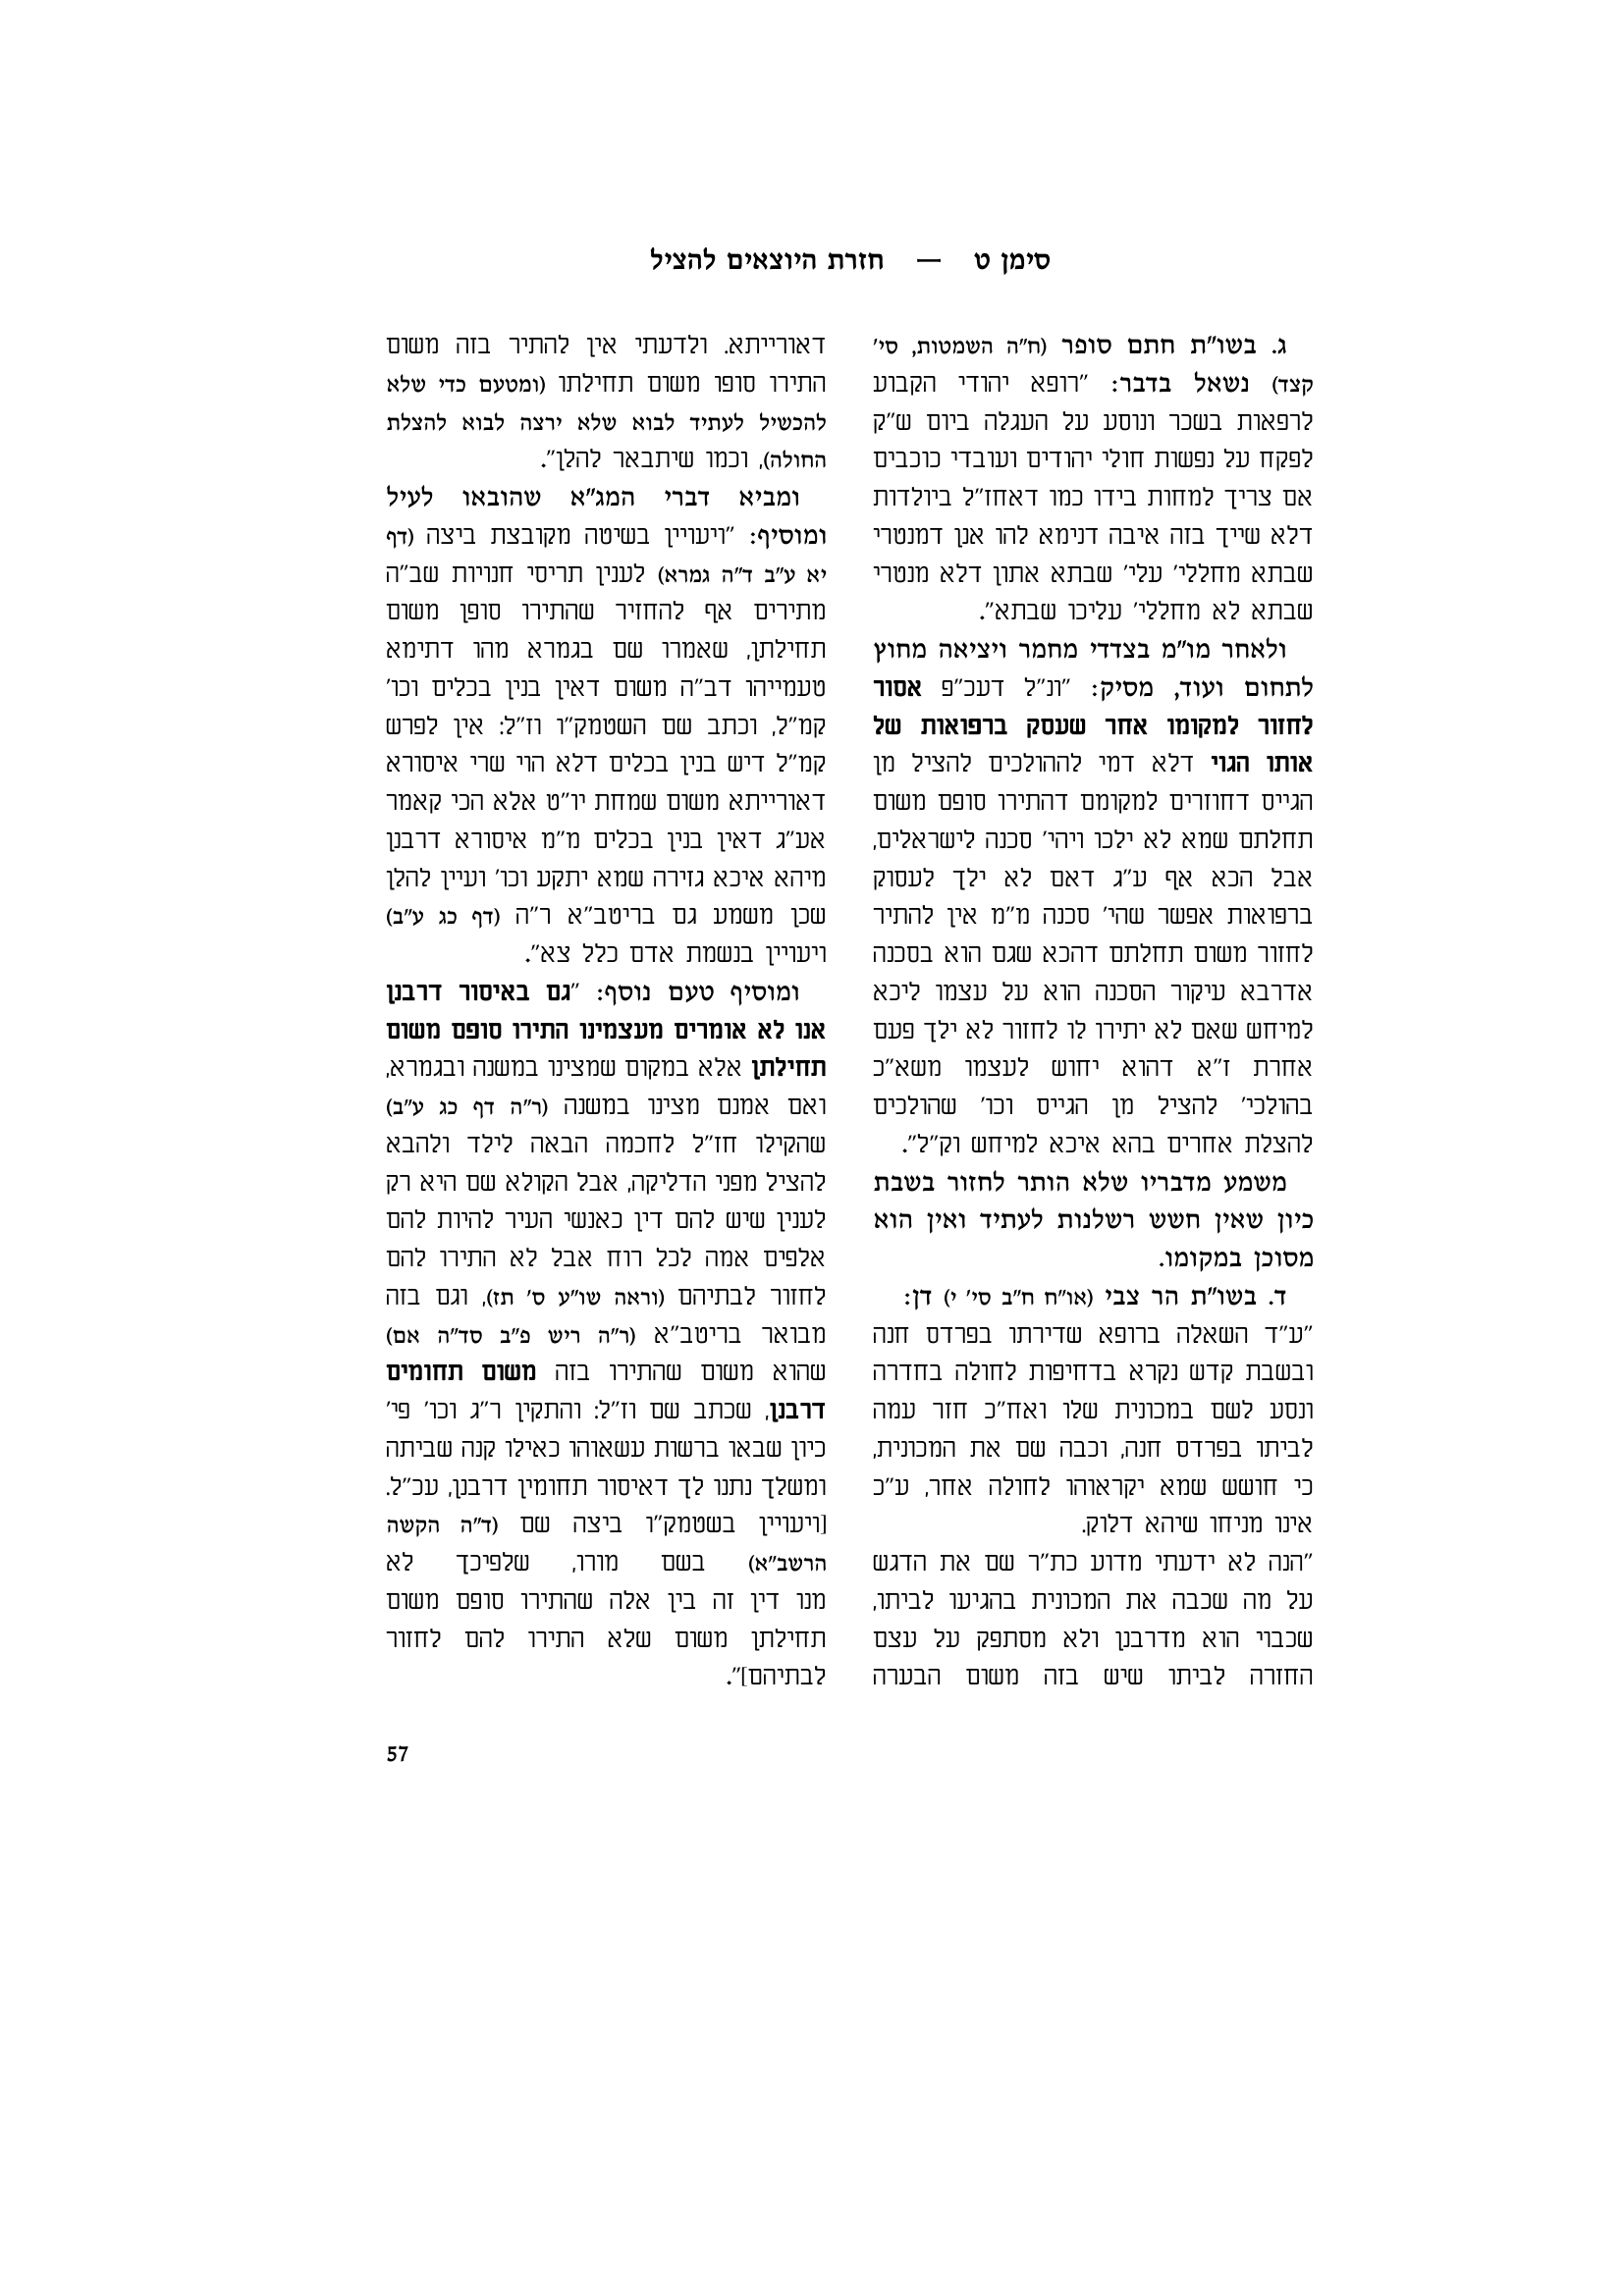 סימן ט — חזרת היוצאים להציל
ג. בשו״ת חתם סופר (ח״ה השמטות, סי׳
קצד) נשאל בדבר: ״רופא יהודי הקבוע
לרפאות בשכר ונוסע על העגלה ביום ש״ק
לפקח על נפשות חולי יהודים ועובדי כוכבים
אם צריך למחות בידו כמו דאחז״ל ביולדות
דלא שייך בזה איבה דנימא להו אנן דמנטרי
שבתא מחללי׳ עלי׳ שבתא אתון דלא מנטרי
שבתא לא מחללי׳ עליכו שבתא״.
ולאחר מו״מ בצדדי מחמר ויציאה מחוץ
לתחום ועוד, מסיק: ״ונ״ל דעכ״פ אסור
לחזור למקומו אחר שעסק ברפואות של
אותו הגוי דלא דמי לההולכים להציל מן
הגייס דחוזרים למקומם דהתירו סופם משום
תחלתם שמא לא ילכו ויהי׳ סכנה לישראלים,
אבל הכא אף ע״ג דאם לא ילך לעסוק
ברפואות אפשר שהי׳ סכנה מ״מ אין להתיר
לחזור משום תחלתם דהכא שגם הוא בסכנה
אדרבא עיקור הסכנה הוא על עצמו ליכא
למיחש שאם לא יתירו לו לחזור לא ילך פעם
אחרת ז״א דהוא יחוש לעצמו משא״כ
בהולכי׳ להציל מן הגייס וכו׳ שהולכים
להצלת אחרים בהא איכא למיחש וק״ל״.
משמע מדבריו שלא הותר לחזור בשבת
כיון שאין חשש רשלנות לעתיד ואין הוא
מסוכן במקומו.
ד. בשו״ת הר צבי (או״ח ח״ב סי׳ י) דן:
״ע״ד השאלה ברופא שדירתו בפרדס חנה
ובשבת קדש נקרא בדחיפות לחולה בחדרה
ונסע לשם במכונית שלו ואח״כ חזר עמה
לביתו בפרדס חנה, וכבה שם את המכונית,
כי חושש שמא יקראוהו לחולה אחר, ע״כ
אינו מניחו שיהא דלוק.
״הנה לא ידעתי מדוע כת״ר שם את הדגש
על מה שכבה את המכונית בהגיעו לביתו,
שכבוי הוא מדרבנן ולא מסתפק על עצם
החזרה לביתו שיש בזה משום הבערה
דאורייתא. ולדעתי אין להתיר בזה משום
התירו סופו משום תחילתו (ומטעם כדי שלא
להכשיל לעתיד לבוא שלא ירצה לבוא להצלת
החולה), וכמו שיתבאר להלן״.
ומביא דברי המג״א שהובאו לעיל
ומוסיף: ״ויעויין בשיטה מקובצת ביצה (דף
יא ע״ב ד״ה גמרא) לענין תריסי חנויות שב״ה
מתירים אף להחזיר שהתירו סופן משום
תחילתן, שאמרו שם בגמרא מהו דתימא
טעמייהו דב״ה משום דאין בנין בכלים וכו׳
קמ״ל, וכתב שם השטמק״ו וז״ל: אין לפרש
קמ״ל דיש בנין בכלים דלא הוי שרי איסורא
דאורייתא משום שמחת יו״ט אלא הכי קאמר
אע״ג דאין בנין בכלים מ״מ איסורא דרבנן
מיהא איכא גזירה שמא יתקע וכו׳ ועיין להלן
שכן משמע גם בריטב״א ר״ה (דף כג ע״ב)
ויעויין בנשמת אדם כלל צא״.
ומוסיף טעם נוסף: ״גם באיסור דרבנן
אנו לא אומרים מעצמינו התירו סופם משום
תחילתן אלא במקום שמצינו במשנה ובגמרא,
ואם אמנם מצינו במשנה (ר״ה דף כג ע״ב)
שהקילו חז״ל לחכמה הבאה לילד ולהבא
להציל מפני הדליקה, אבל הקולא שם היא רק
לענין שיש להם דין כאנשי העיר להיות להם
אלפים אמה לכל רוח אבל לא התירו להם
לחזור לבתיהם (וראה שו״ע ס׳ תז), וגם בזה
מבואר בריטב״א (ר״ה ריש פ״ב סד״ה אם)
שהוא משום שהתירו בזה משום תחומים
דרבנן, שכתב שם וז״ל: והתקין ר״ג וכו׳ פי׳
כיון שבאו ברשות עשאוהו כאילו קנה שביתה
ומשלך נתנו לך דאיסור תחומין דרבנן, עכ״ל.
[ויעויין בשטמק״ו ביצה שם (ד״ה הקשה
הרשב״א) בשם מורו, שלפיכך לא
מנו דין זה בין אלה שהתירו סופם משום
תחילתן משום שלא התירו להם לחזור
לבתיהם]״.
57